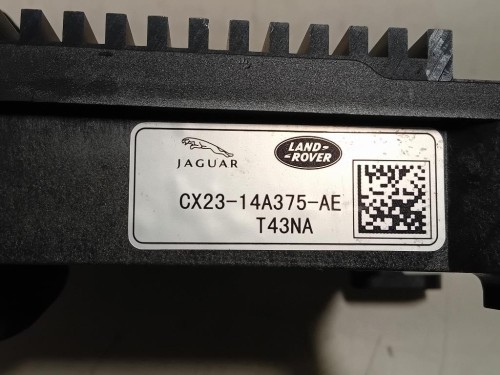 JAGUAR
LAND-
-ROVER
CX23-14A375-AE
T43NA